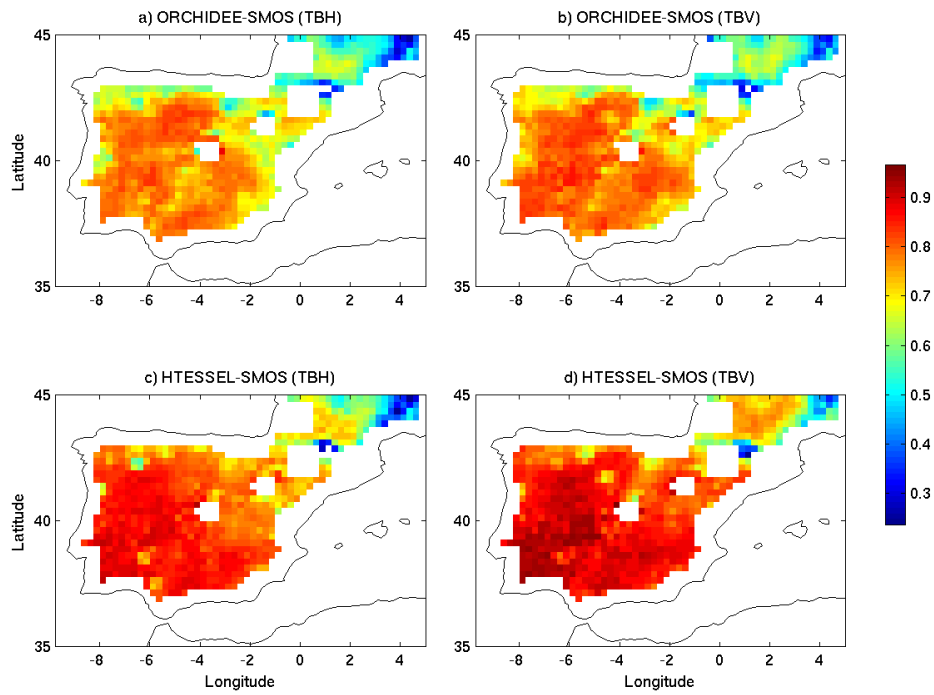 a) ORCHIDEE-SMOS (TBH)
b) ORCHIDEE-SMOS (TBV)
45
40
35
Latitude
-8 -6 -4 -2 0 2 4
45
40
35
-8 -6 -4 -2 0 2 4
c) HTESSEL-SMOS (TBH)
d) HTESSEL-SMOS (TBV)
45
40
35
Latitude
-8 -6 -4 -2 0 2 4
Longitude
45
40
35
-8 -6 -4 -2 0 2 4
Longitude
0.9
0.8
0.7
0.6
0.5
0.4
0.3